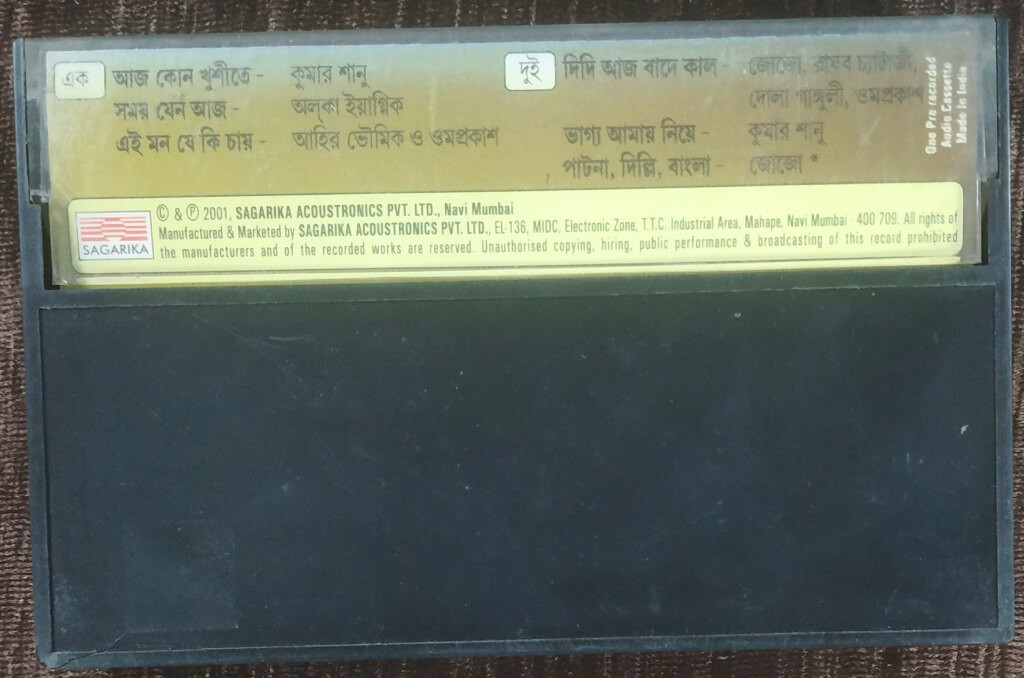 এক
আজ কোন খুশীতে - কুমার শানু
সময় যেন আজ - অল্কা ইয়াগ্নিক
এই মন যে কি চায় - আহির ভৌমিক ও ওমপ্রকাশ
দুই
দিদি আজ বাদে কাল - জোজো, রাঘব চ্যাটার্জী,
দোলা গাঙ্গুলী, ওমপ্রকাশ
ভাগ্য আমায় নিয়ে - কুমার শানু
পাটনা, দিল্লি, বাংলা - জোজো
One Pre recorded
Audio Cassette
Made in India
SAGARIKA
© & ℗ 2001, SAGARIKA ACOUSTRONICS PVT. LTD., Navi Mumbai
Manufactured & Marketed by SAGARIKA ACOUSTRONICS PVT. LTD., EL-136, MIDC, Electronic Zone, T.T.C. Industrial Area, Mahape, Navi Mumbai 400 709. All rights of
the manufacturers and of the recorded works are reserved. Unauthorised copying, hiring, public performance & broadcasting of this record prohibited